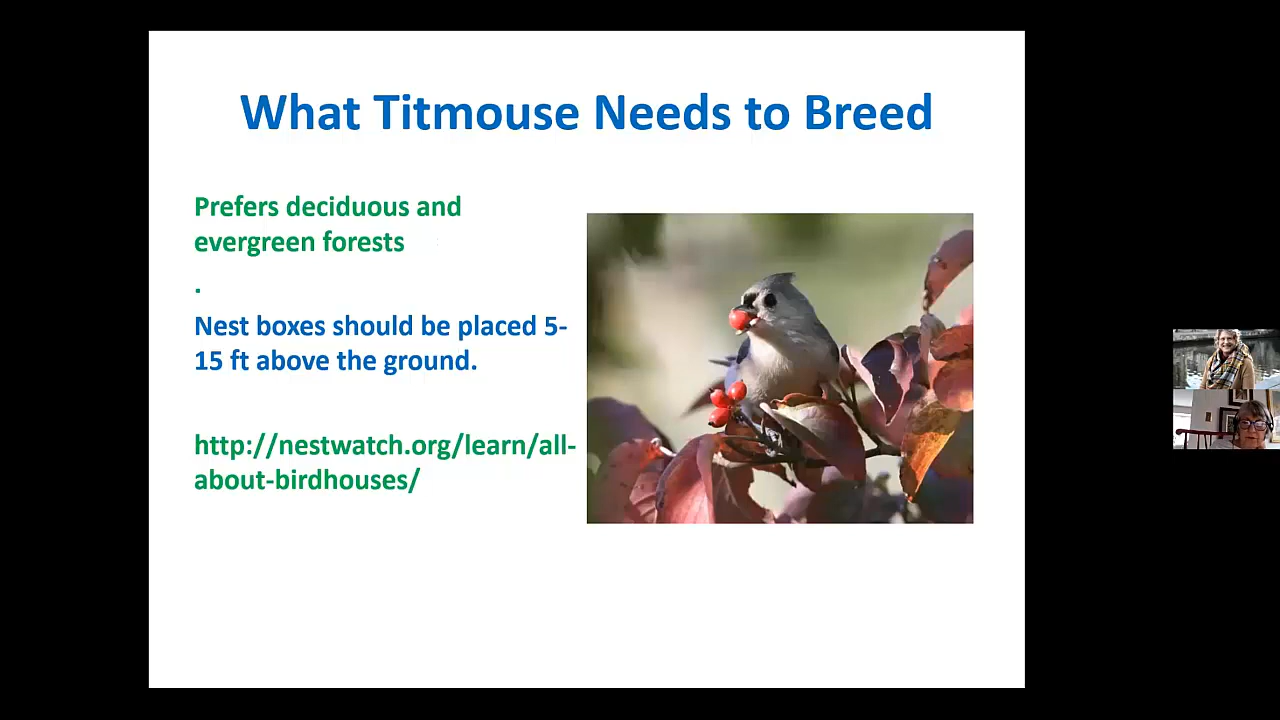 What Titmouse Needs to Breed
Prefers deciduous and
evergreen forests
.
Nest boxes should be placed 5-
15 ft above the ground.
http://nestwatch.org/learn/all-
about-birdhouses/